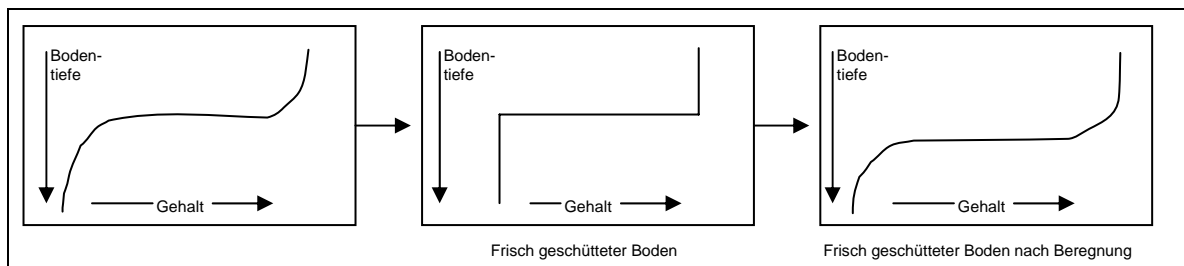 Boden-
tiefe
Gehalt
Boden-
tiefe
Gehalt
Frisch geschütteter Boden
Boden-
tiefe
Gehalt
Frisch geschütteter Boden nach Beregnung